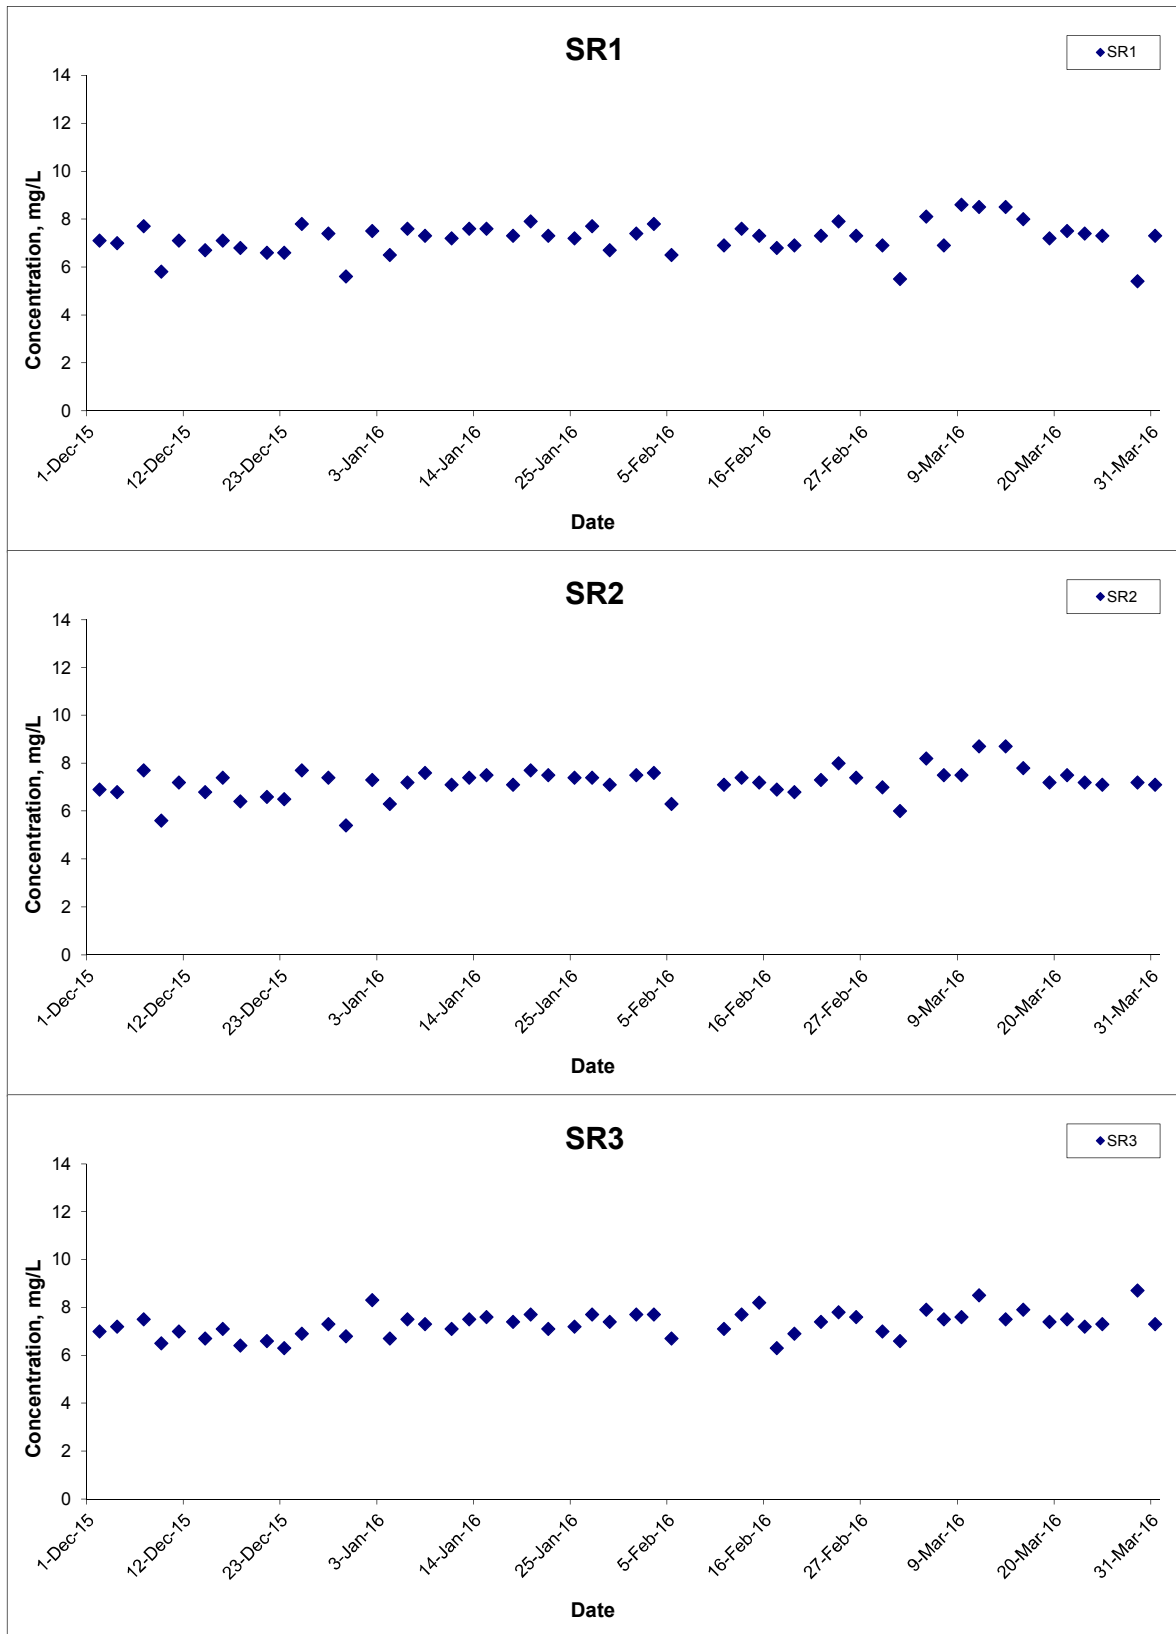 SR1
SR1
14
12
10
8
6
4
2
0
Concentration, mg/L
1-Dec-15
12-Dec-15
23-Dec-15
3-Jan-16
14-Jan-16
25-Jan-16
5-Feb-16
16-Feb-16
27-Feb-16
9-Mar-16
20-Mar-16
31-Mar-16
Date
SR2
SR2
14
12
10
8
6
4
2
0
Concentration, mg/L
1-Dec-15
12-Dec-15
23-Dec-15
3-Jan-16
14-Jan-16
25-Jan-16
5-Feb-16
16-Feb-16
27-Feb-16
9-Mar-16
20-Mar-16
31-Mar-16
Date
SR3
SR3
14
12
10
8
6
4
2
0
Concentration, mg/L
1-Dec-15
12-Dec-15
23-Dec-15
3-Jan-16
14-Jan-16
25-Jan-16
5-Feb-16
16-Feb-16
27-Feb-16
9-Mar-16
20-Mar-16
31-Mar-16
Date